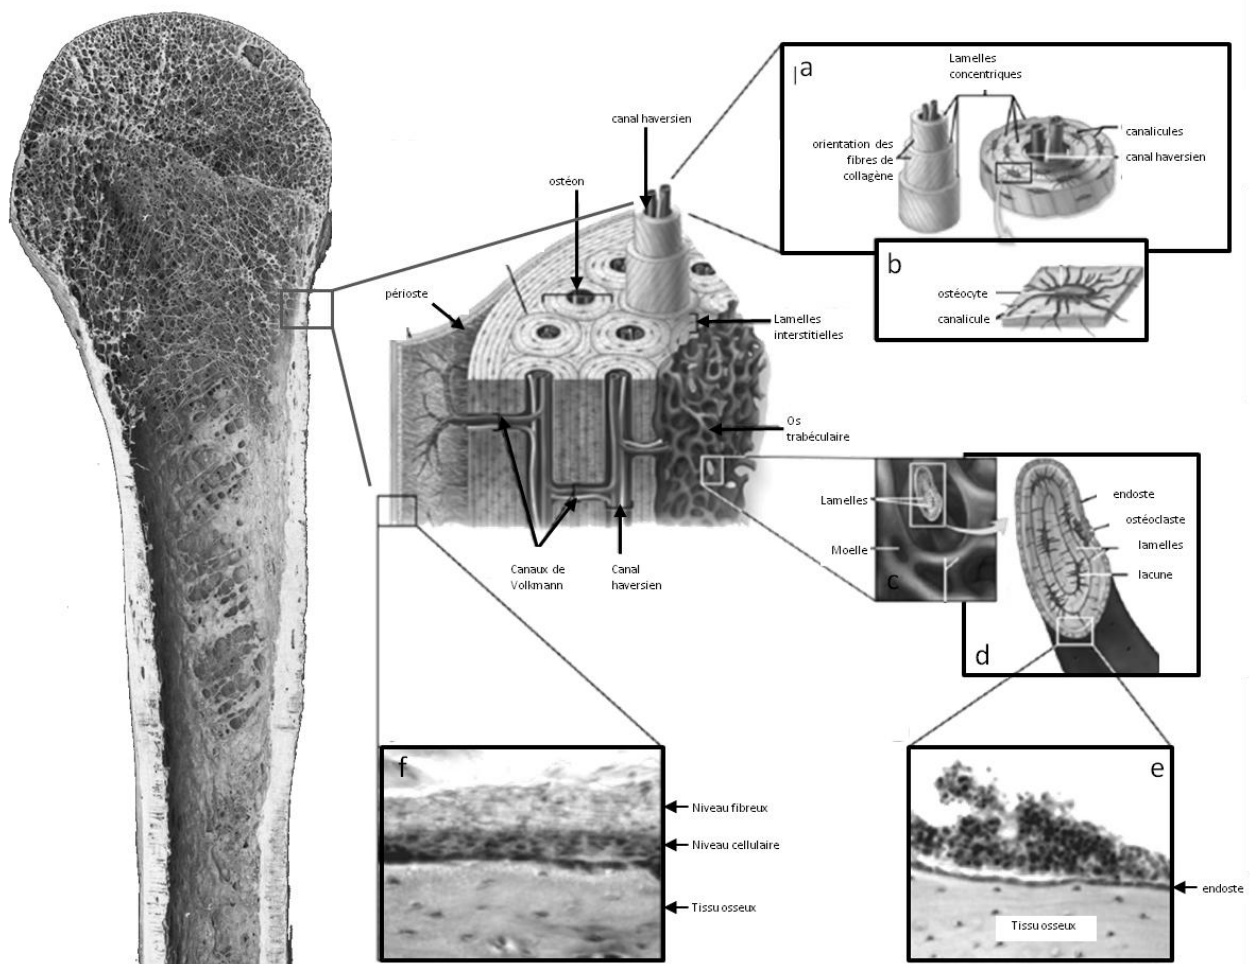 a
Lamelles
concentriques
canal haversien
orientation des
fibres de
collagène
canalicules
canal haversien
ostéon
b
ostéocyte
canalicule
périoste
Lamelles
interstitielles
Os
trabéculaire
Canaux de
Volkmann
Canal
haversien
Lamelles
Moelle
c
endoste
ostéoclaste
lamelles
lacune
d
f
Niveau fibreux
Niveau cellulaire
Tissu osseux
e
endoste
Tissu osseux